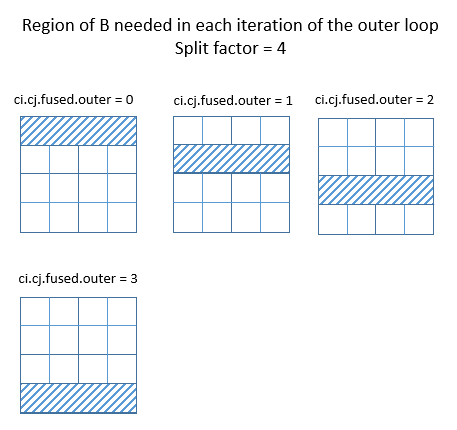 Region of B needed in each iteration of the outer loop
Split factor = 4
ci.cj.fused.outer = 0
ci.cj.fused.outer = 1
ci.cj.fused.outer = 2
ci.cj.fused.outer = 3